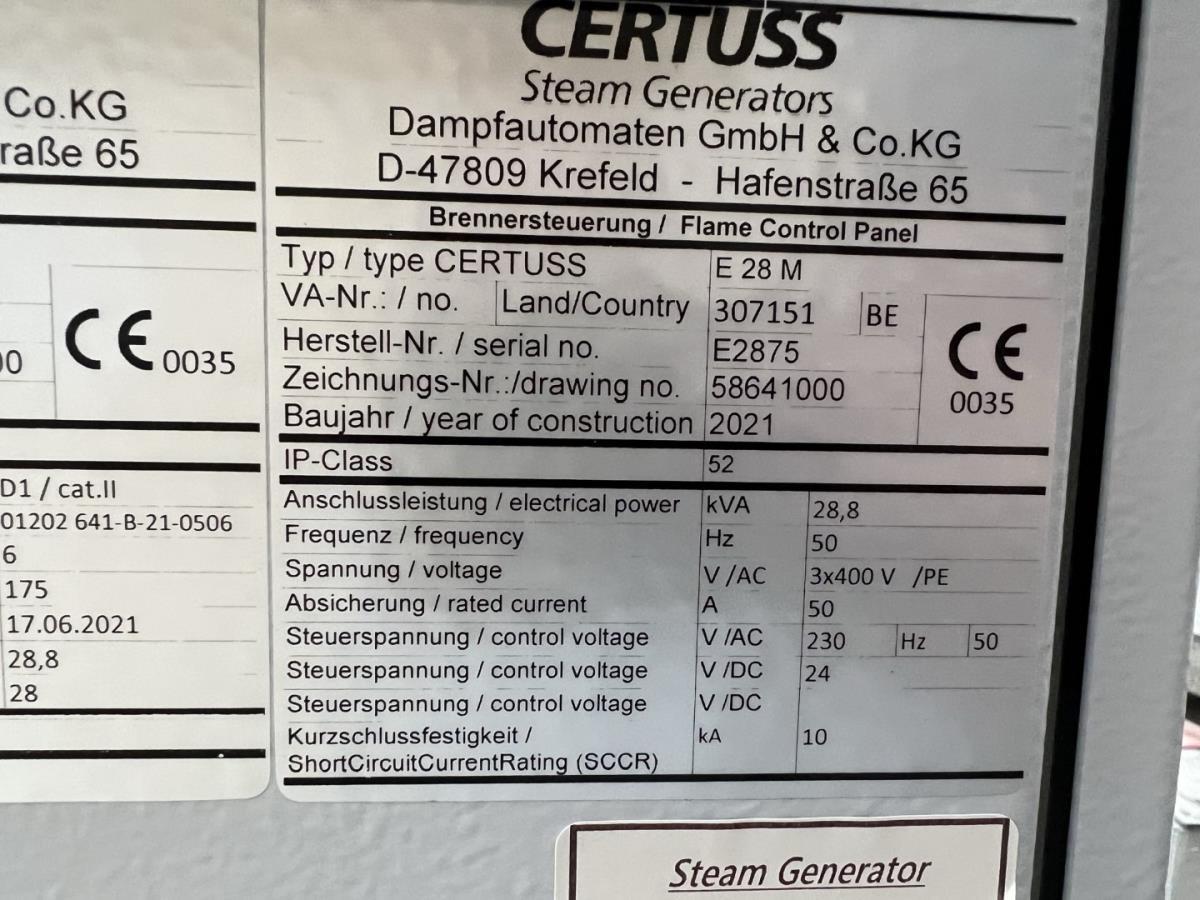 Co.KG
raße 65
CE 0035
00
D1 / cat.II
01202 641-B-21-0506
6
175
17.06.2021
28,8
28
CERTUSS
Steam Generators
Dampfautomaten GmbH & Co.KG
D-47809 Krefeld - Hafenstraße 65
Brennersteuerung / Flame Control Panel
Typ / type CERTUSS E 28 M
VA-Nr.: / no. Land/Country 307151 BE
Herstell-Nr. / serial no. E2875
Zeichnungs-Nr.:/drawing no. 58641000
Baujahr / year of construction 2021
CE
0035
IP-Class 52
Anschlussleistung / electrical power kVA 28,8
Frequenz / frequency Hz 50
Spannung / voltage V /AC 3x400 V /PE
Absicherung / rated current A 50
Steuerspannung / control voltage V /AC 230 Hz 50
Steuerspannung / control voltage V /DC 24
Steuerspannung / control voltage V /DC
Kurzschlussfestigkeit / kA 10
ShortCircuitCurrentRating (SCCR)
Steam Generator